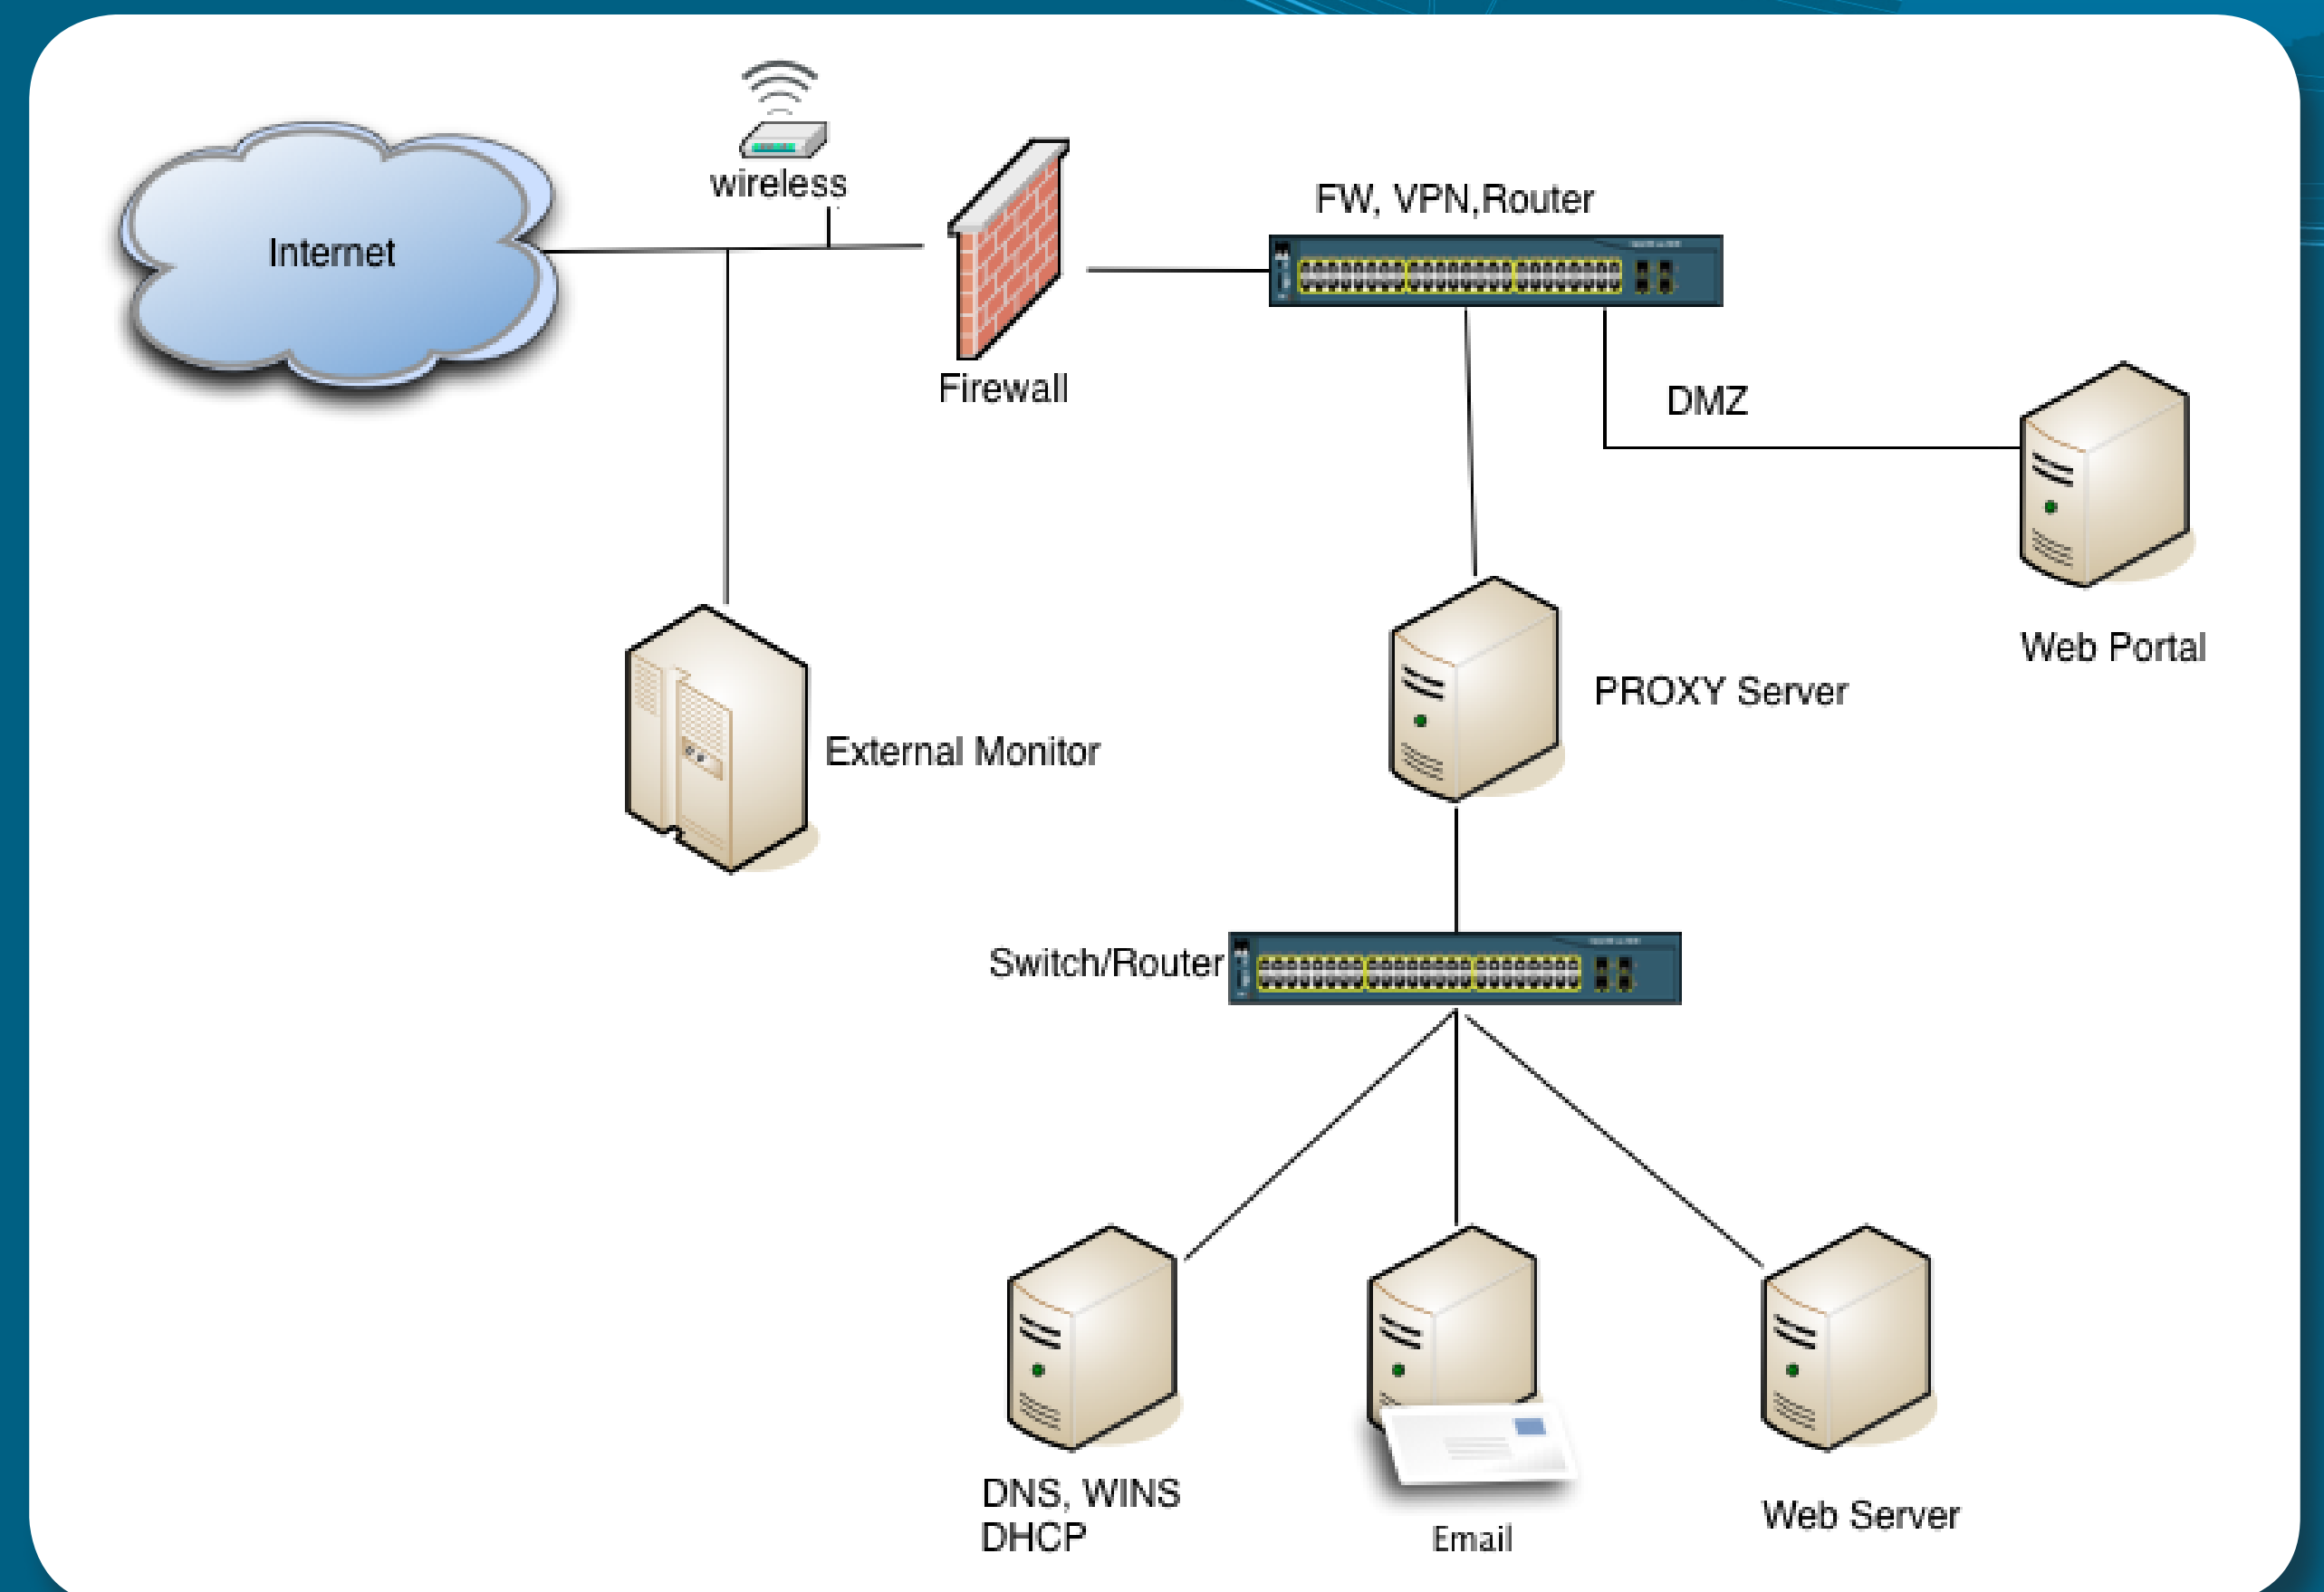 wireless
Internet
FW, VPN,Router
Firewall
DMZ
Web Portal
PROXY Server
External Monitor
Switch/Router
DNS, WINS
DHCP
Email
Web Server